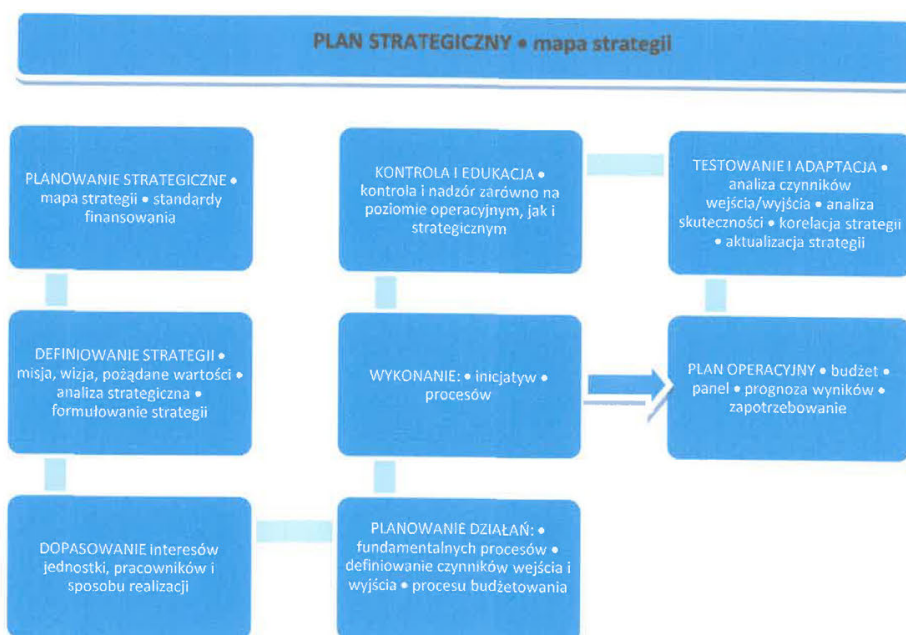 PLAN STRATEGICZNY • mapa strategii
PLANOWANIE STRATEGICZNE •
mapa strategii • standardy
finansowania
KONTROLA I EDUKACJA •
kontrola i nadzór zarówno na
poziomie operacyjnym, jak i
strategicznym
TESTOWANIE I ADAPTACJA •
analiza czynników
wejścia/wyjścia • analiza
skuteczności • korelacja strategii
• aktualizacja strategii
DEFINIOWANIE STRATEGII •
misja, wizja, pożądane wartości •
analiza strategiczna •
formułowanie strategii
WYKONANIE: • inicjatyw •
procesów
PLAN OPERACYJNY • budżet
• panel • prognoza wyników •
zapotrzebowanie
DOPASOWANIE interesów
jednostki, pracowników i
sposobu realizacji
PLANOWANIE DZIAŁAŃ: •
fundamentalnych procesów •
definiowanie czynników wejścia i
wyjścia • procesu budżetowania